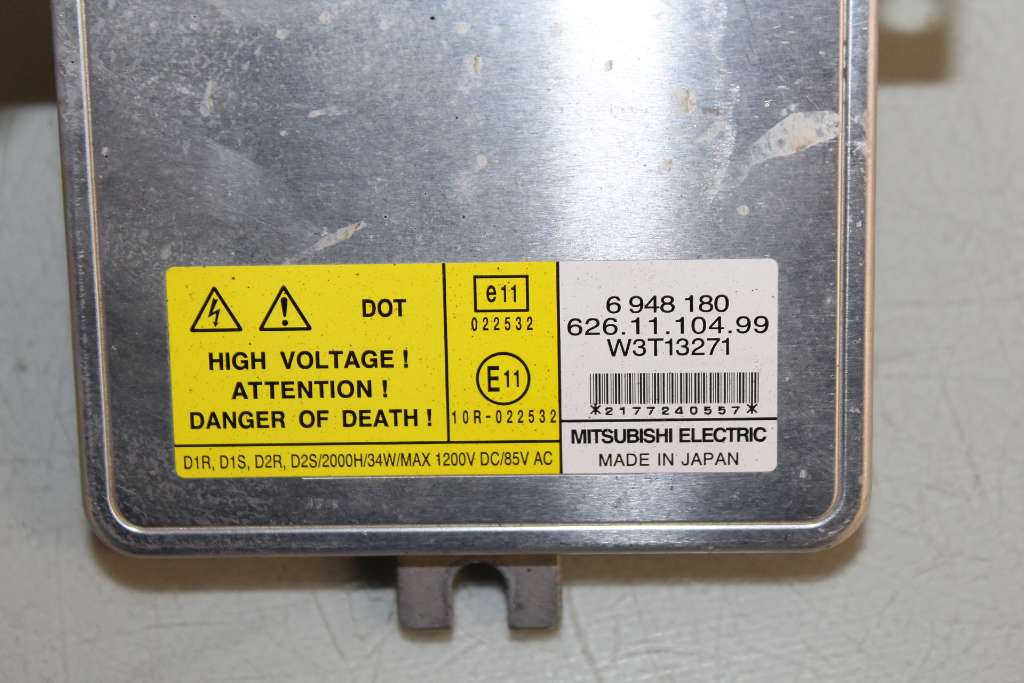 DOT
HIGH VOLTAGE !
ATTENTION !
DANGER OF DEATH !
e11
022532
E11
10R-022532
D1R, D1S, D2R, D2S/2000H/34W/MAX 1200V DC/85V AC
6 948 180
626.11.104.99
W3T13271
*2177240557*
MITSUBISHI ELECTRIC
MADE IN JAPAN